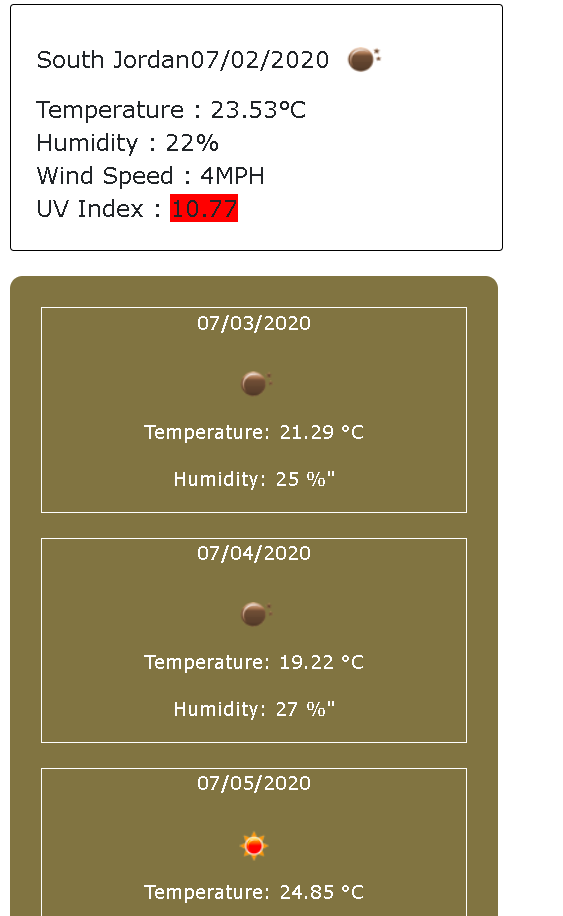 South Jordan07/02/2020
Temperature : 23.53°C
Humidity : 22%
Wind Speed : 4MPH
UV Index : 10.77
07/03/2020
Temperature: 21.29 °C
Humidity: 25 %"
07/04/2020
Temperature: 19.22 °C
Humidity: 27 %"
07/05/2020
Temperature: 24.85 °C